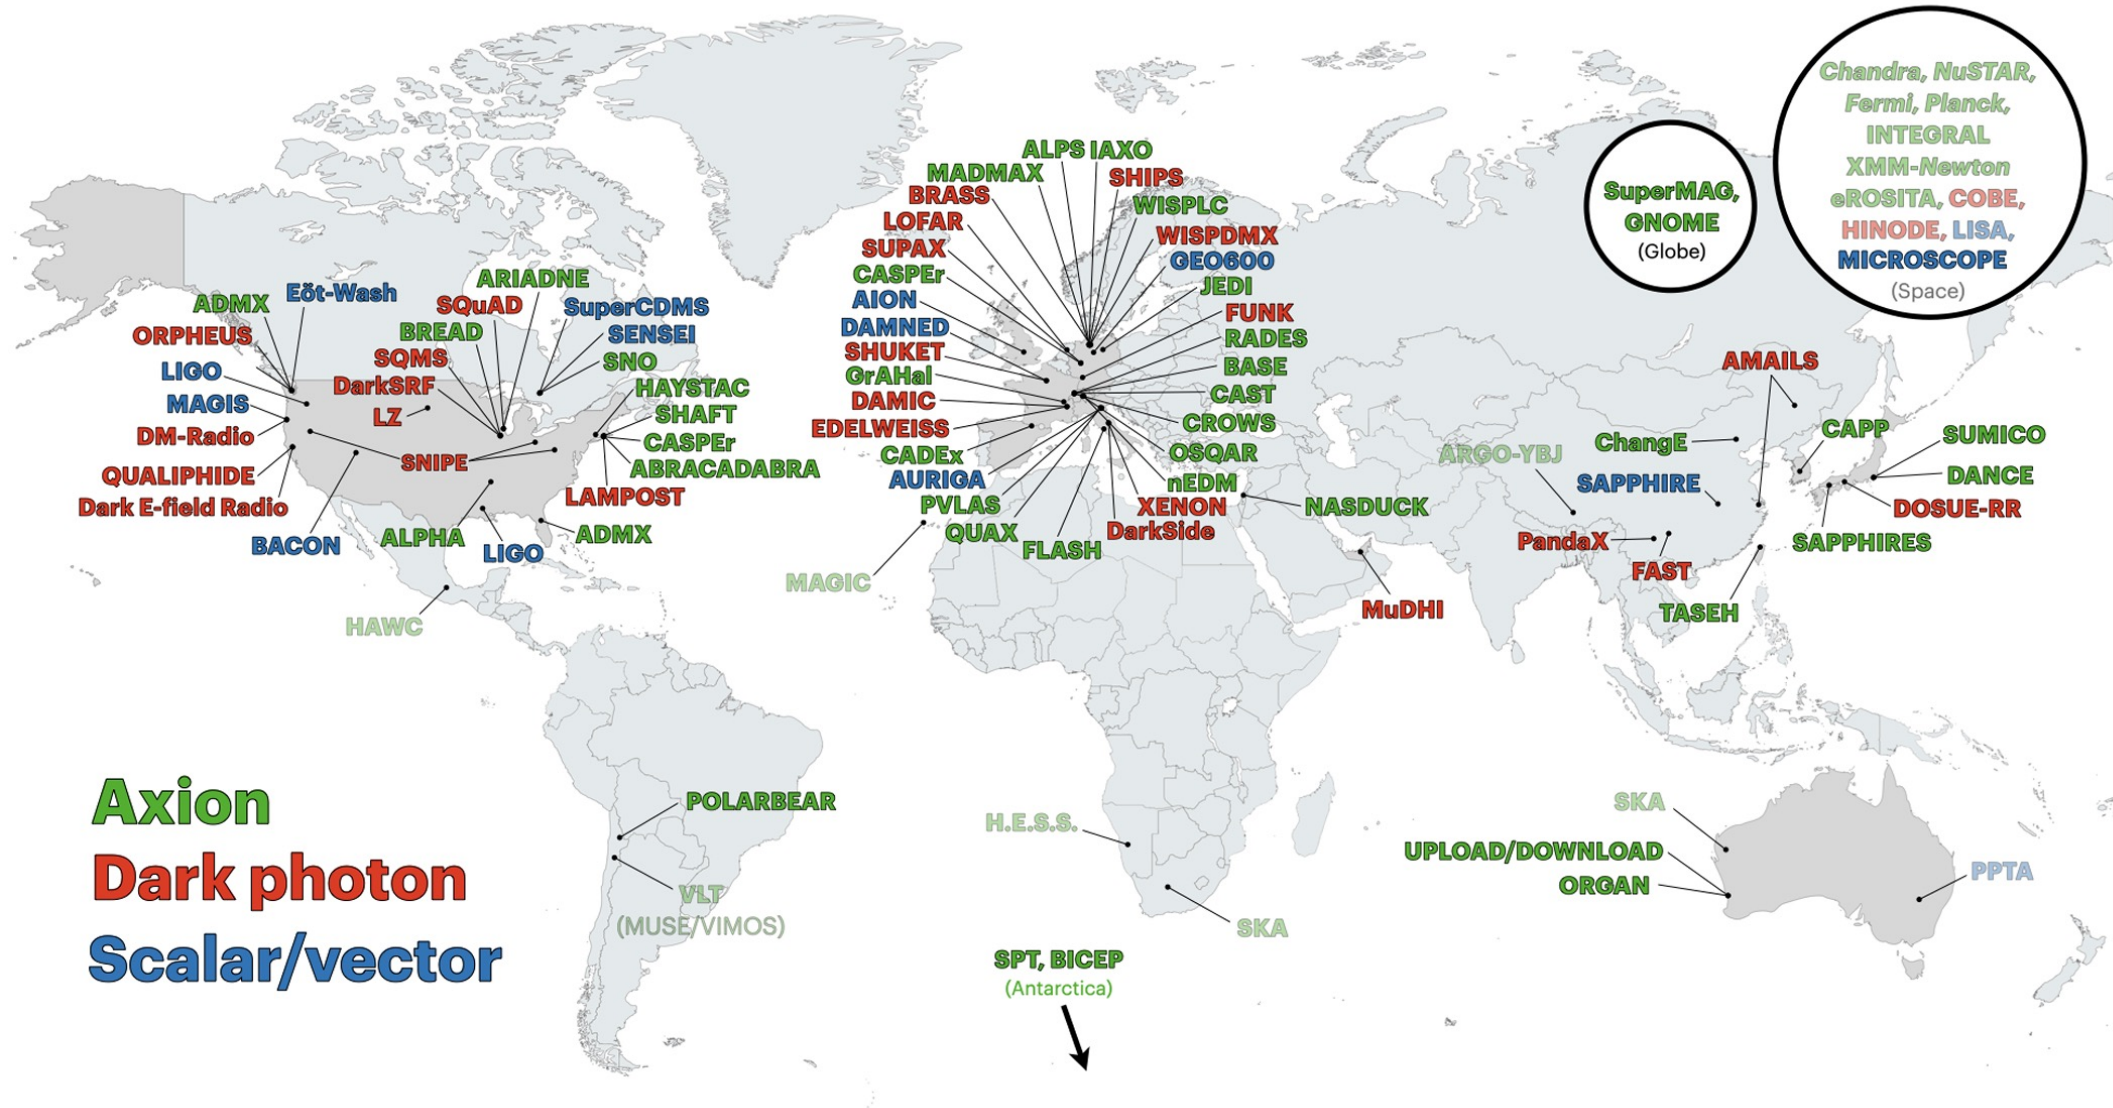 Chandra, NuSTAR,
Fermi, Planck,
INTEGRAL
XMM-Newton
eROSITA, COBE,
HINODE, LISA,
MICROSCOPE
(Space)
SuperMAG,
GNOME
(Globe)
ADMX
Eöt-Wash
ORPHEUS
LIGO
MAGIS
DM-Radio
QUALIPHIDE
Dark E-field Radio
BACON
ARIADNE
SQuAD
BREAD
SQMS
DarkSRF
LZ
SNIPE
SuperCDMS
SENSEI
SNO
HAYSTAC
SHAFT
CASPEr
ABRACADABRA
LAMPOST
ALPHA
LIGO
ADMX
HAWC
ALPS IAXO
MADMAX
BRASS
LOFAR
SUPAX
CASPEr
AION
DAMNED
SHUKET
GrAHal
DAMIC
EDELWEISS
CADEx
AURIGA
PVLAS
QUAX
FLASH
MAGIC
SHIPS
WISPLC
WISPDMX
GEO600
JEDI
FUNK
RADES
BASE
CAST
CROWS
OSQAR
nEDM
XENON
DarkSide
NASDUCK
MuDHI
AMAILS
ARGO-YBJ
ChangE
SAPPHIRE
PandaX
FAST
TASEH
CAPP
SUMICO
DANCE
DOSUE-RR
SAPPHIRES
Axion
Dark photon
Scalar/vector
POLARBEAR
VLT
(MUSE/VIMOS)
H.E.S.S.
SKA
SPT, BICEP
(Antarctica)
SKA
UPLOAD/DOWNLOAD
ORGAN
PPTA